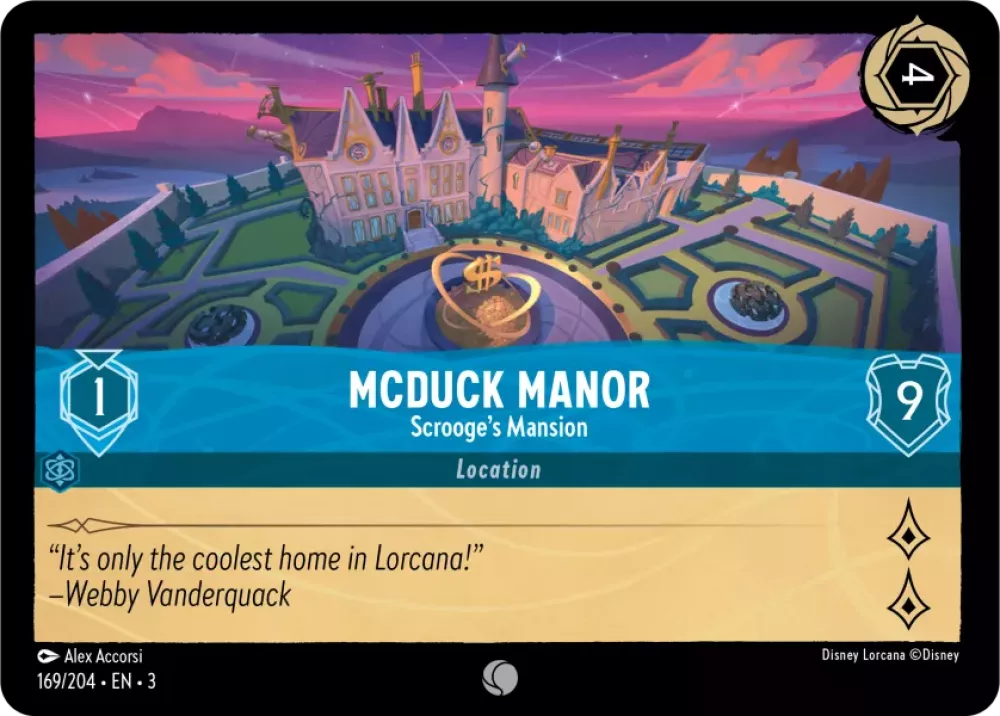 4
$
1
MCDUCK MANOR
9
Scrooge's Mansion
Location
“It’s only the coolest home in Lorcana!”
–Webby Vanderquack
Alex Accorsi
Disney Lorcana ©Disney
169/204 • EN • 3